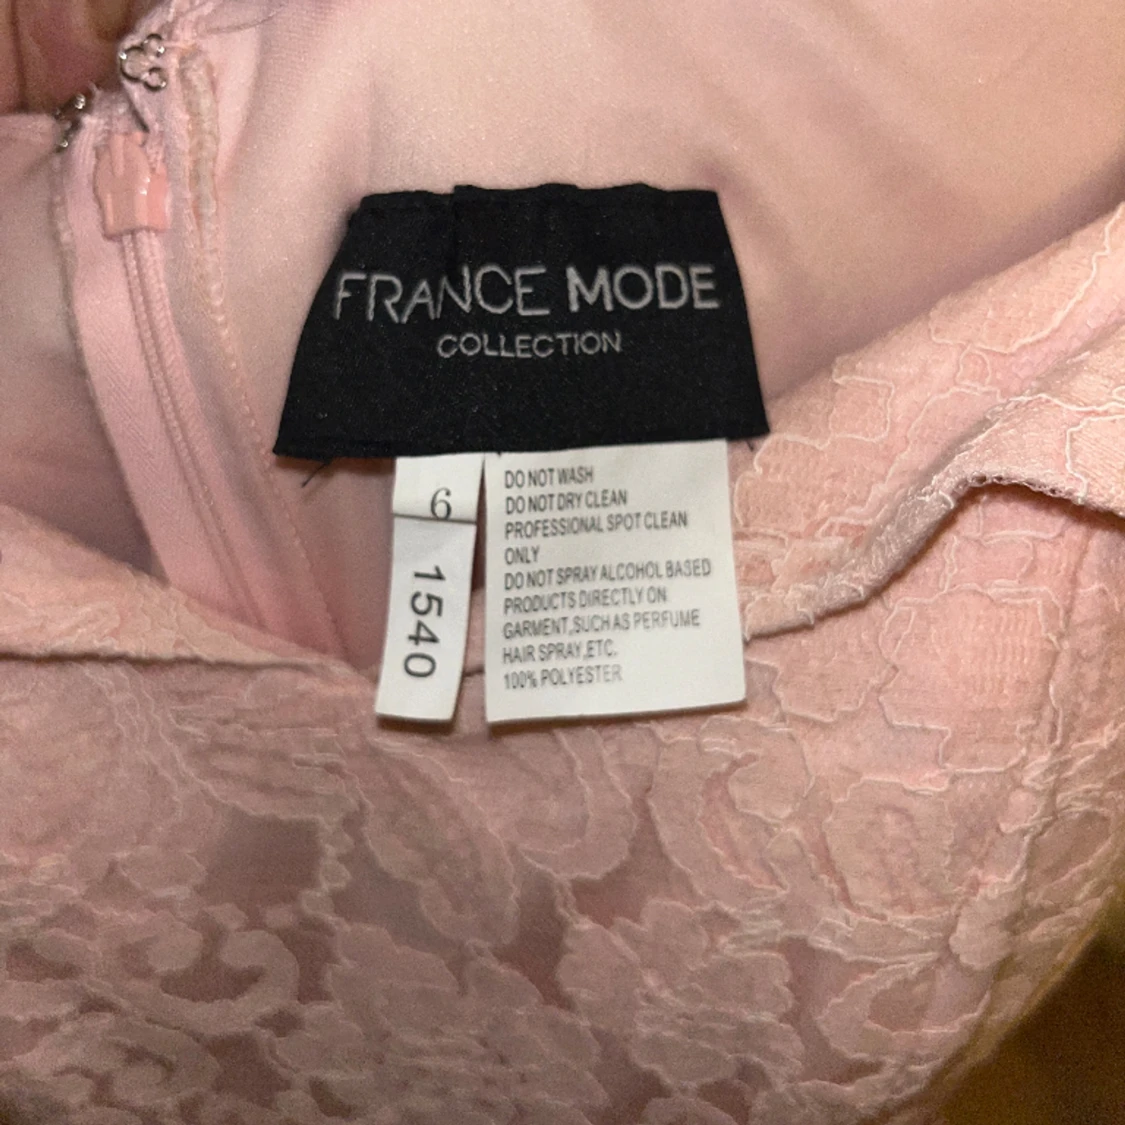 FRANCE MODE
COLLECTION
6
1540
DO NOT WASH
DO NOT DRY CLEAN
PROFESSIONAL SPOT CLEAN
ONLY
DO NOT SPRAY ALCOHOL BASED
PRODUCTS DIRECTLY ON
GARMENT,SUCH AS PERFUME
HAIR SPRAY,ETC.
100% POLYESTER